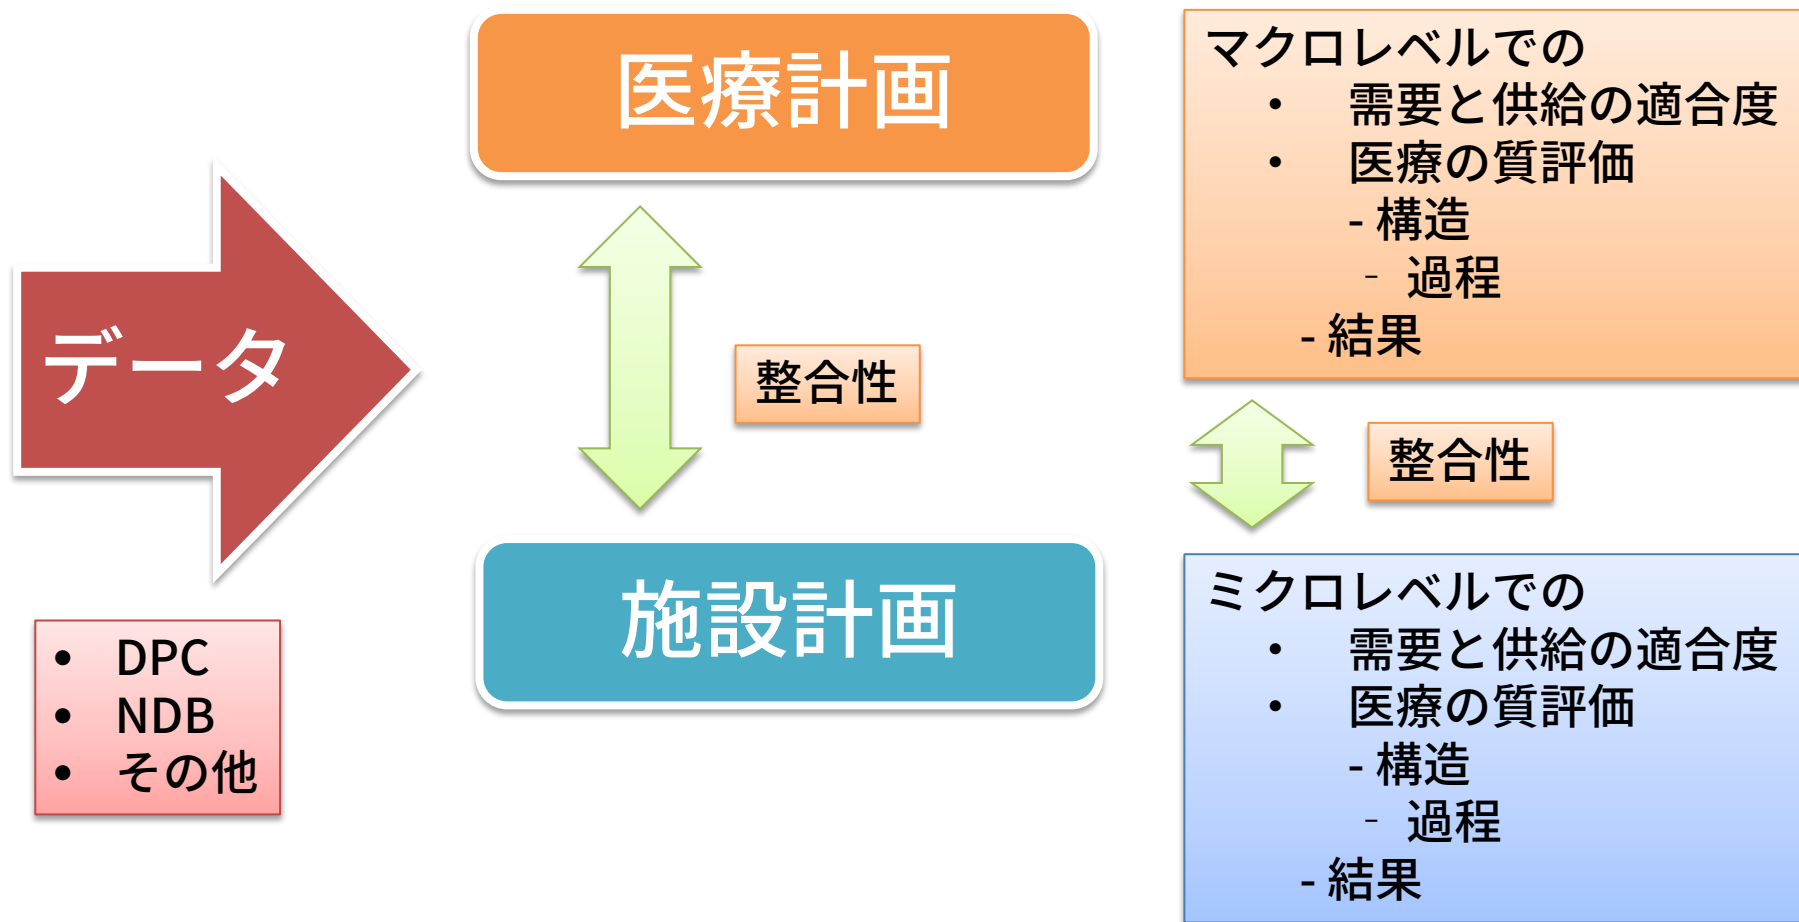 医療計画
データ
整合性
施設計画
• DPC
• NDB
• その他
マクロレベルでの
• 需要と供給の適合度
• 医療の質評価
- 構造
- 過程
- 結果
整合性
ミクロレベルでの
• 需要と供給の適合度
• 医療の質評価
- 構造
- 過程
- 結果